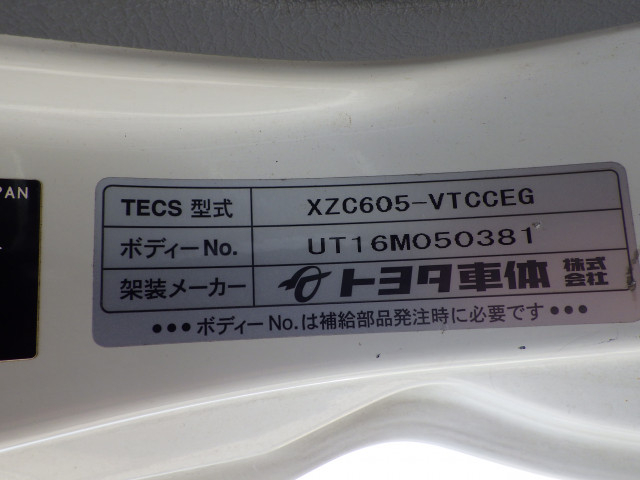 PAN
TECS 型式 XZC605-VTCCEG
ボディーNo. UT16M050381
架装メーカー トヨタ車体 株式会社
●●●ボディーNo.は補給部品発注時に必要です●●●